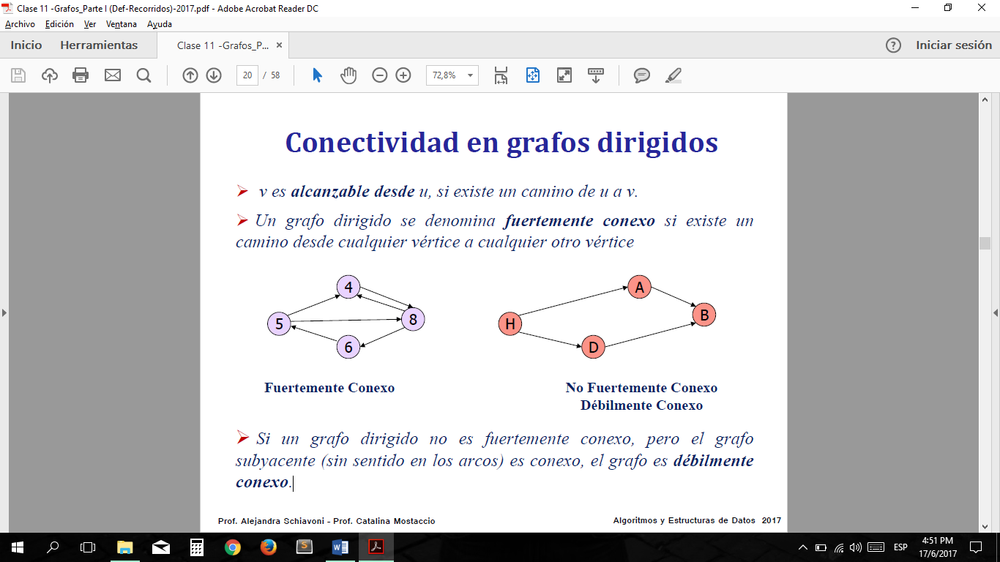 Clase 11 -Grafos_Parte I (Def-Recorridos)-2017.pdf - Adobe Acrobat Reader DC
Archivo Edición Ver Ventana Ayuda
Inicio Herramientas Clase 11 -Grafos_P... × ? Iniciar sesión
20 / 58 72,8%
Conectividad en grafos dirigidos
v es alcanzable desde u, si existe un camino de u a v.
Un grafo dirigido se denomina fuertemente conexo si existe un
camino desde cualquier vértice a cualquier otro vértice
4 A
5 8 H B
6 D
Fuertemente Conexo No Fuertemente Conexo
Débilmente Conexo
Si un grafo dirigido no es fuertemente conexo, pero el grafo
subyacente (sin sentido en los arcos) es conexo, el grafo es débilmente
conexo.
Prof. Alejandra Schiavoni – Prof. Catalina Mostaccio Algoritmos y Estructuras de Datos 2017
ESP 4:51 PM
17/6/2017